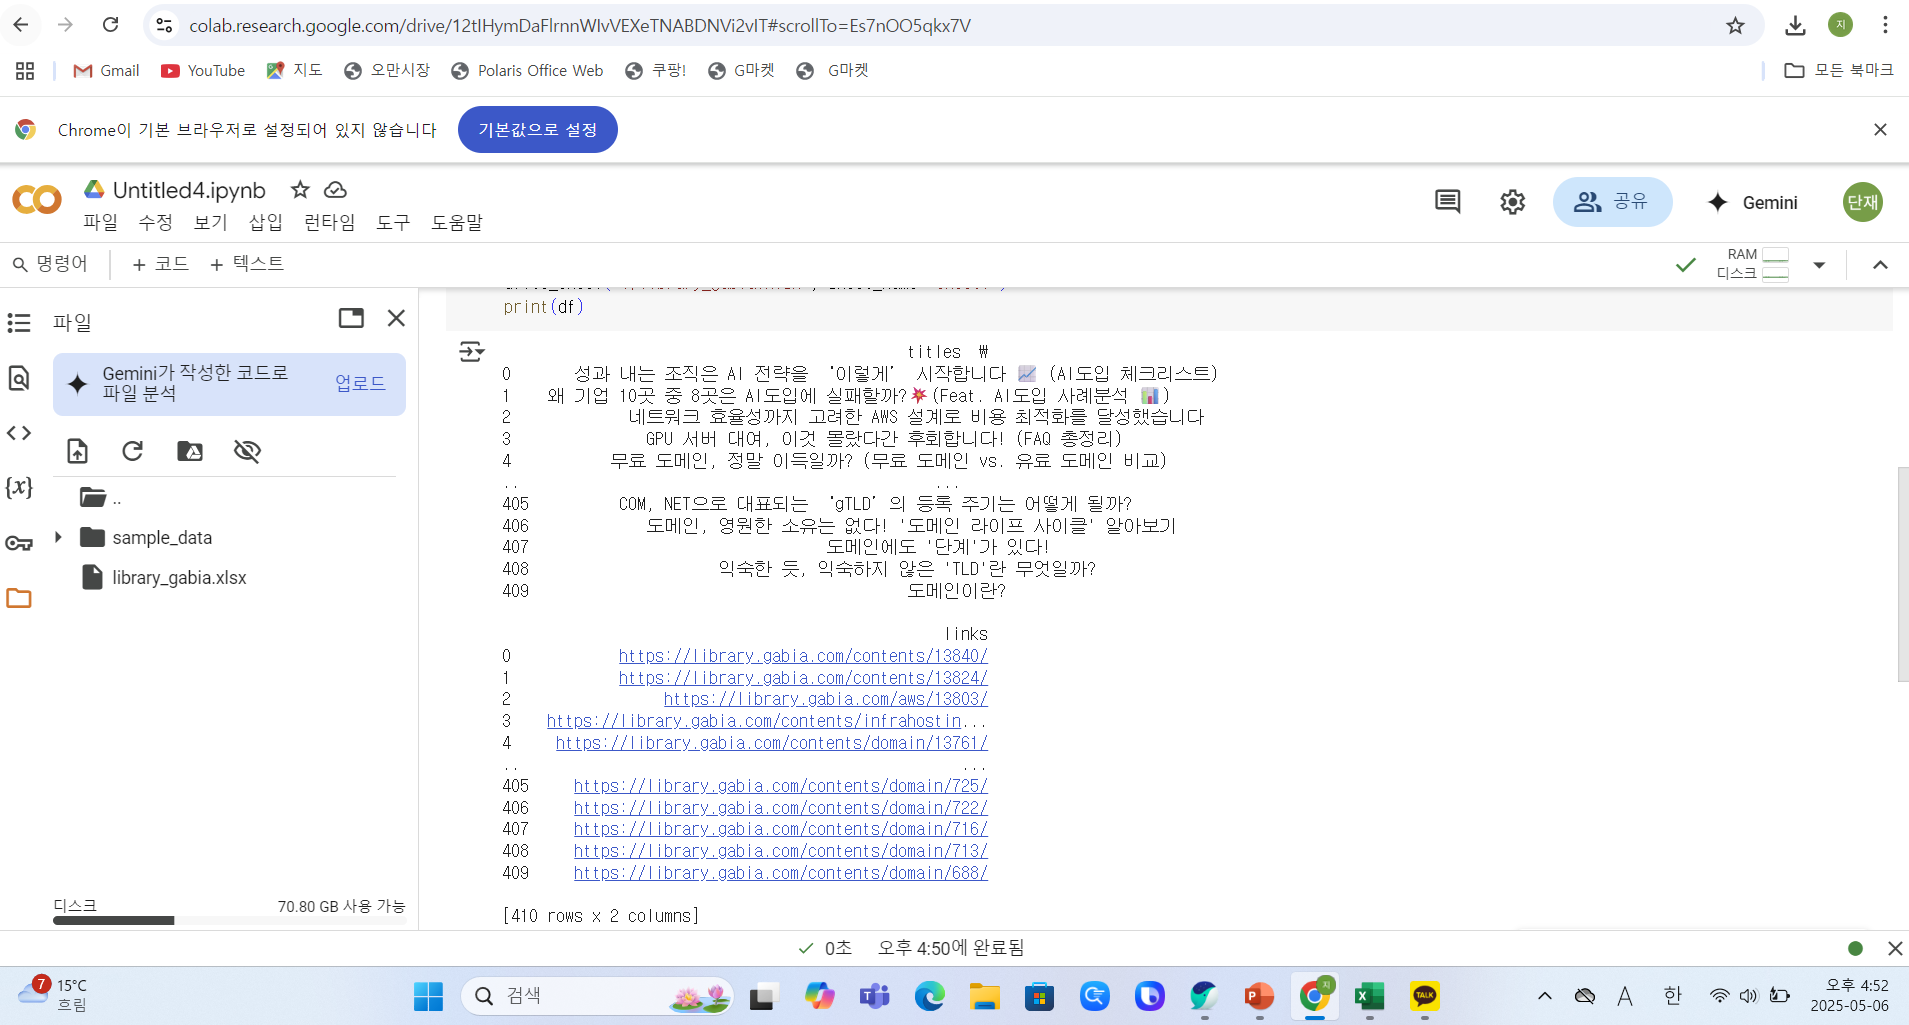 colab.research.google.com/drive/12tIHymDaFlrnnWIvVEXeTNABDNVi2vIT#scrollTo=Es7nOO5qkx7V
지
Gmail YouTube 지도 오만시장 Polaris Office Web 쿠팡! G마켓 G마켓 모든 북마크
Chrome이 기본 브라우저로 설정되어 있지 않습니다 기본값으로 설정
CO Untitled4.ipynb
공유 Gemini 단재
파일 수정 보기 삽입 런타임 도구 도움말
명령어 + 코드 + 텍스트
RAM
디스크
파일
Gemini가 작성한 코드로
파일 분석
업로드
..
sample_data
library_gabia.xlsx
디스크 70.80 GB 사용 가능
print(df)
titles ₩
0 성과 내는 조직은 AI 전략을 ‘이렇게’ 시작합니다 📈 (AI도입 체크리스트)
1 왜 기업 10곳 중 8곳은 AI도입에 실패할까?💥(Feat. AI도입 사례분석 📊)
2 네트워크 효율성까지 고려한 AWS 설계로 비용 최적화를 달성했습니다
3 GPU 서버 대여, 이것 몰랐다간 후회합니다! (FAQ 총정리)
4 무료 도메인, 정말 이득일까? (무료 도메인 vs. 유료 도메인 비교)
.. ...
405 COM, NET으로 대표되는 ‘gTLD’의 등록 주기는 어떻게 될까?
406 도메인, 영원한 소유는 없다! '도메인 라이프 사이클' 알아보기
407 도메인에도 '단계'가 있다!
408 익숙한 듯, 익숙하지 않은 'TLD'란 무엇일까?
409 도메인이란?
links
0 https://library.gabia.com/contents/13840/
1 https://library.gabia.com/contents/13824/
2 https://library.gabia.com/aws/13803/
3 https://library.gabia.com/contents/infrahostin...
4 https://library.gabia.com/contents/domain/13761/
.. ...
405 https://library.gabia.com/contents/domain/725/
406 https://library.gabia.com/contents/domain/722/
407 https://library.gabia.com/contents/domain/716/
408 https://library.gabia.com/contents/domain/713/
409 https://library.gabia.com/contents/domain/688/
[410 rows x 2 columns]
0초 오후 4:50에 완료됨
7
15°C
흐림
검색
TALK
A 한
오후 4:52
2025-05-06